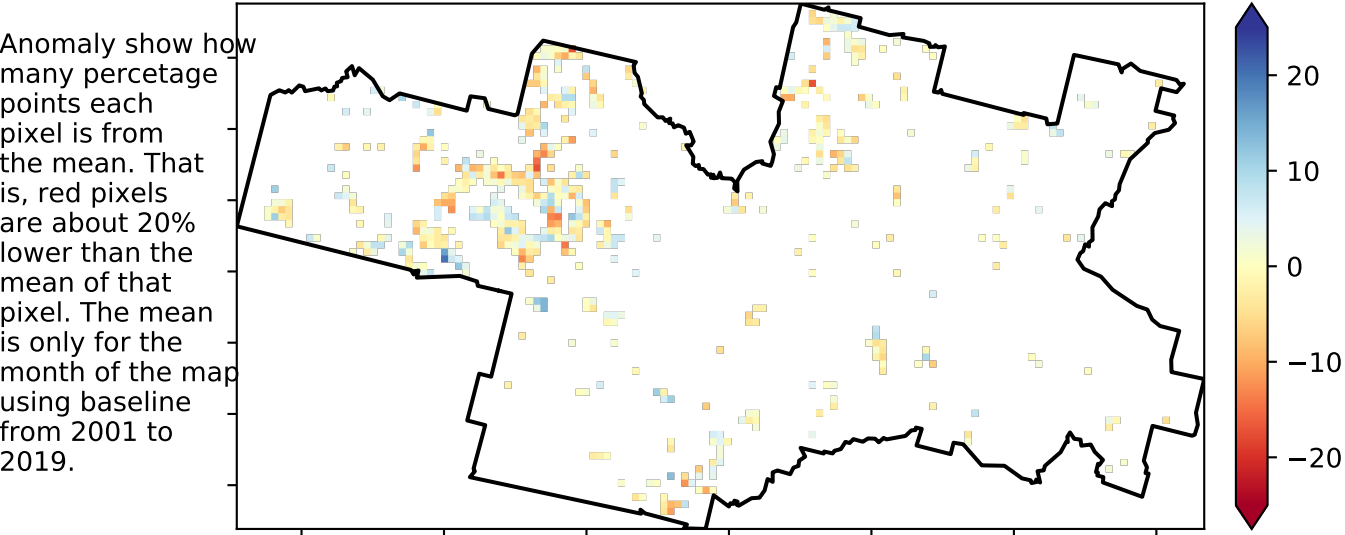 Anomaly show how
many percetage
points each
pixel is from
the mean. That
is, red pixels
are about 20%
lower than the
mean of that
pixel. The mean
is only for the
month of the map
using baseline
from 2001 to
2019.
20
10
0
−10
−20